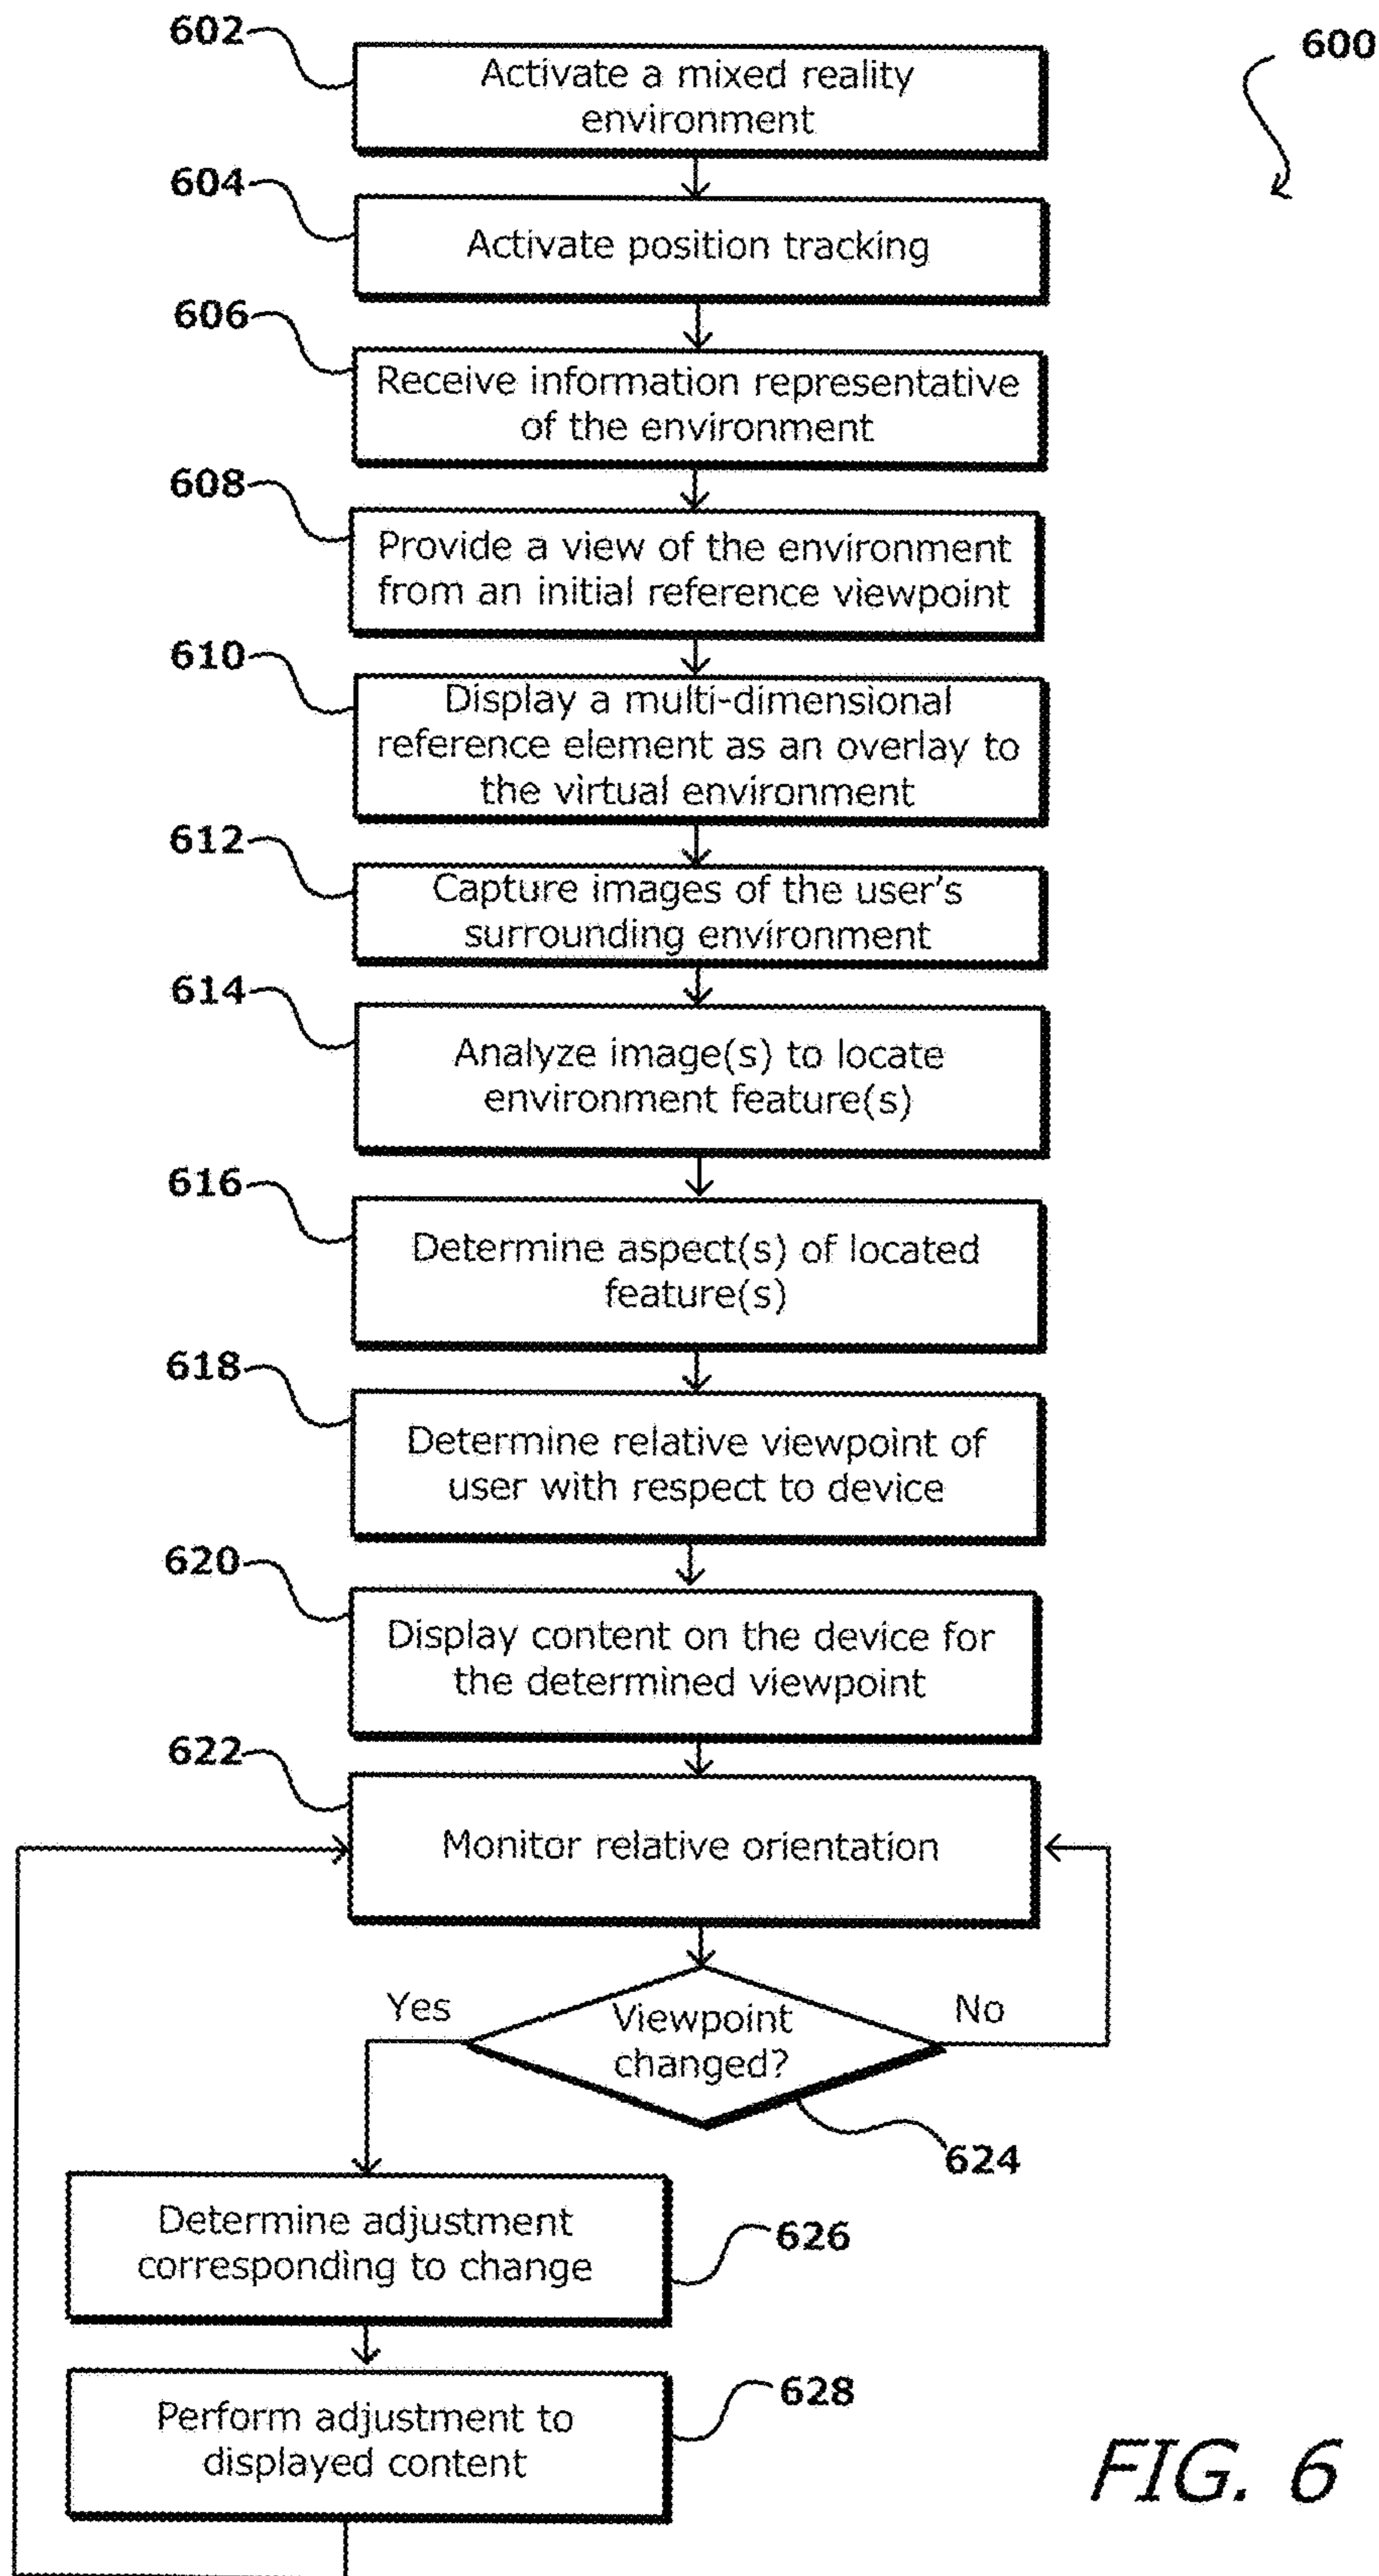 602
600
Activate a mixed reality
environment
604
Activate position tracking
606
Receive information representative
of the environment
608
Provide a view of the environment
from an initial reference viewpoint
610
Display a multi-dimensional
reference element as an overlay to
the virtual environment
612
Capture images of the user's
surrounding environment
614
Analyze image(s) to locate
environment feature(s)
616
Determine aspect(s) of located
feature(s)
618
Determine relative viewpoint of
user with respect to device
620
Display content on the device for
the determined viewpoint
622
Monitor relative orientation
Yes
Viewpoint
changed?
No
624
Determine adjustment
corresponding to change
626
Perform adjustment to
displayed content
628
FIG. 6